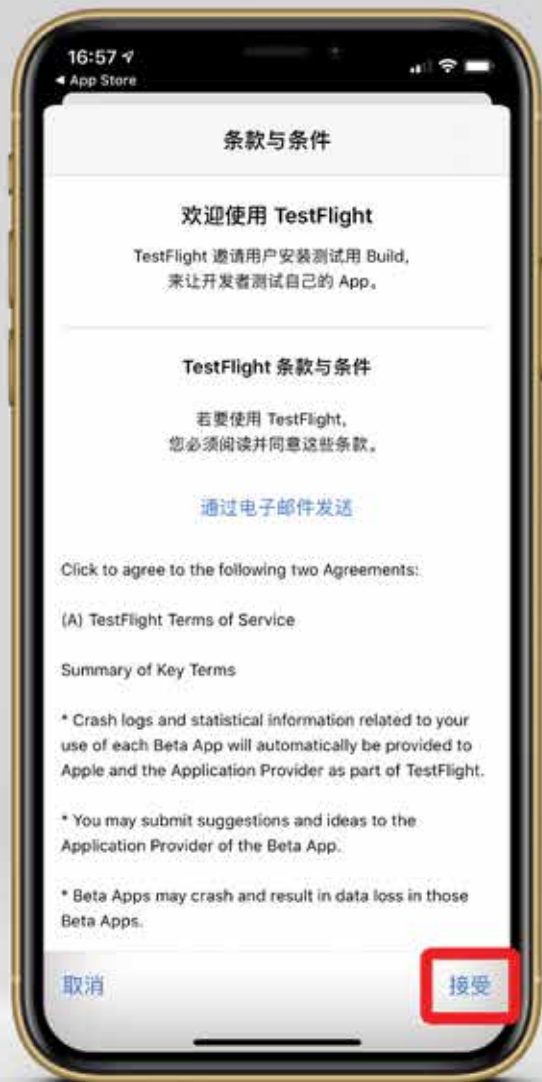 16:57
App Store
条款与条件
欢迎使用 TestFlight
TestFlight 邀请用户安装测试用 Build，
来让开发者测试自己的 App。
TestFlight 条款与条件
若要使用 TestFlight，
您必须阅读并同意这些条款。
通过电子邮件发送
Click to agree to the following two Agreements:
(A) TestFlight Terms of Service
Summary of Key Terms
* Crash logs and statistical information related to your
use of each Beta App will automatically be provided to
Apple and the Application Provider as part of TestFlight.
* You may submit suggestions and ideas to the
Application Provider of the Beta App.
* Beta Apps may crash and result in data loss in those
Beta Apps.
取消
接受